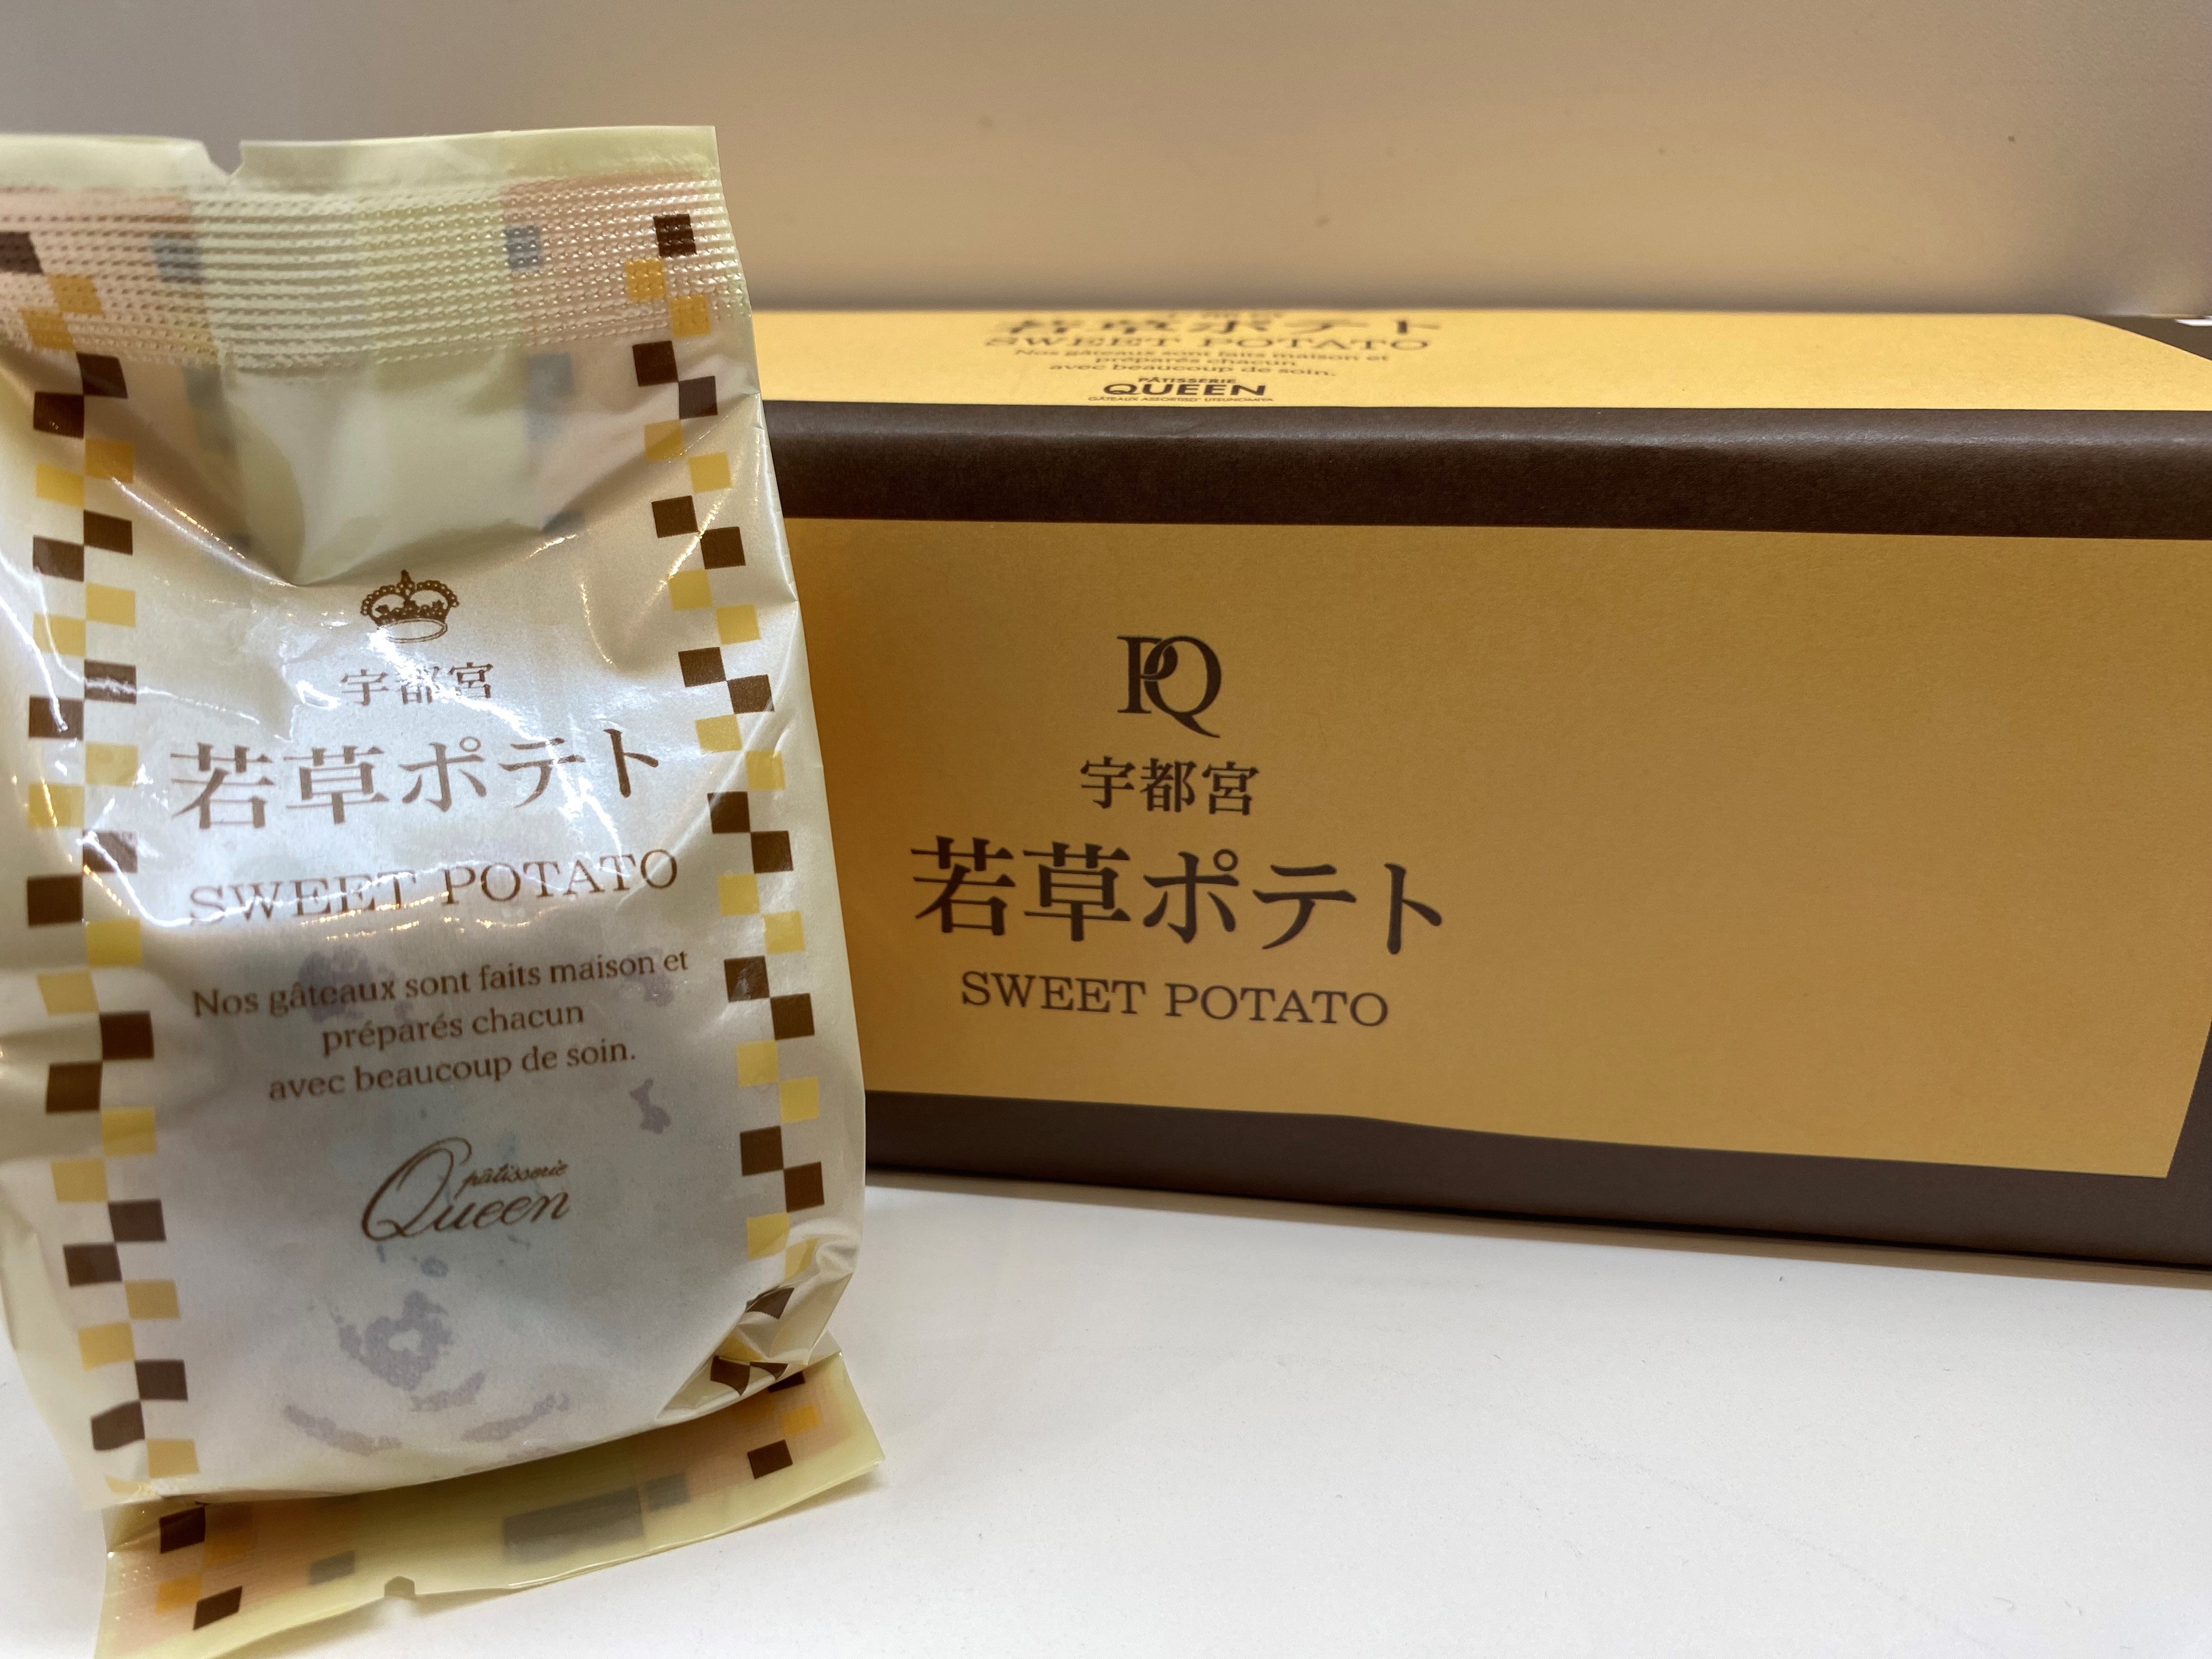 宇都宮
若草ポテト
SWEET POTATO
Nos gâteaux sont faits maison et
préparés chacun
avec beaucoup de soin.
pâtisserie
Queen
若草ポテト
SWEET POTATO
Nos gâteaux sont faits maison et
préparés chacun
avec beaucoup de soin.
PÂTISSERIE
QUEEN
PQ
宇都宮
若草ポテト
SWEET POTATO